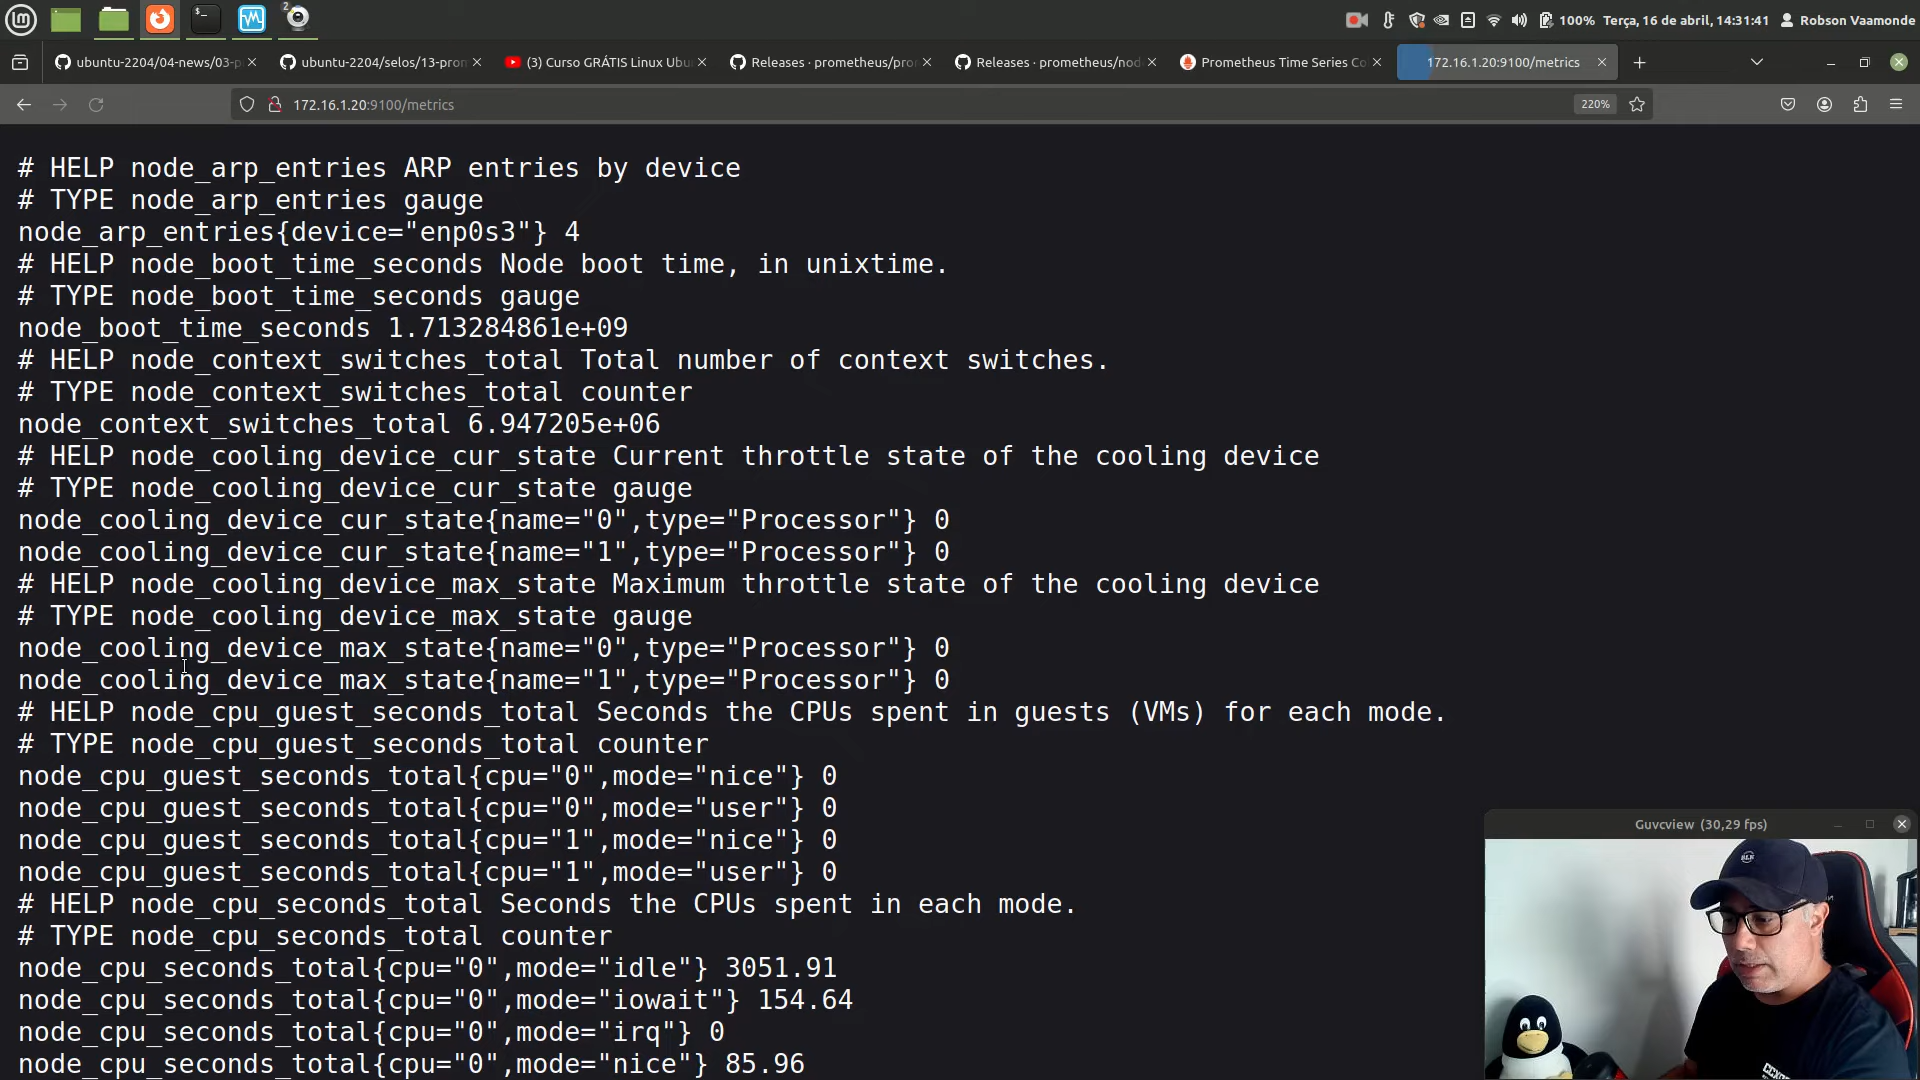 2
100% Terça, 16 de abril, 14:31:41 Robson Vaamonde
ubuntu-2204/04-news/03-p
ubuntu-2204/selos/13-pron
(3) Curso GRÁTIS Linux Ubu
Releases · prometheus/pro
Releases · prometheus/nod
Prometheus Time Series Co
172.16.1.20:9100/metrics
172.16.1.20:9100/metrics
220%
# HELP node_arp_entries ARP entries by device
# TYPE node_arp_entries gauge
node_arp_entries{device="enp0s3"} 4
# HELP node_boot_time_seconds Node boot time, in unixtime.
# TYPE node_boot_time_seconds gauge
node_boot_time_seconds 1.713284861e+09
# HELP node_context_switches_total Total number of context switches.
# TYPE node_context_switches_total counter
node_context_switches_total 6.947205e+06
# HELP node_cooling_device_cur_state Current throttle state of the cooling device
# TYPE node_cooling_device_cur_state gauge
node_cooling_device_cur_state{name="0",type="Processor"} 0
node_cooling_device_cur_state{name="1",type="Processor"} 0
# HELP node_cooling_device_max_state Maximum throttle state of the cooling device
# TYPE node_cooling_device_max_state gauge
node_cooling_device_max_state{name="0",type="Processor"} 0
node_cooling_device_max_state{name="1",type="Processor"} 0
# HELP node_cpu_guest_seconds_total Seconds the CPUs spent in guests (VMs) for each mode.
# TYPE node_cpu_guest_seconds_total counter
node_cpu_guest_seconds_total{cpu="0",mode="nice"} 0
node_cpu_guest_seconds_total{cpu="0",mode="user"} 0
node_cpu_guest_seconds_total{cpu="1",mode="nice"} 0
node_cpu_guest_seconds_total{cpu="1",mode="user"} 0
# HELP node_cpu_seconds_total Seconds the CPUs spent in each mode.
# TYPE node_cpu_seconds_total counter
node_cpu_seconds_total{cpu="0",mode="idle"} 3051.91
node_cpu_seconds_total{cpu="0",mode="iowait"} 154.64
node_cpu_seconds_total{cpu="0",mode="irq"} 0
node_cpu_seconds_total{cpu="0",mode="nice"} 85.96
Guvcview (30,29 fps)